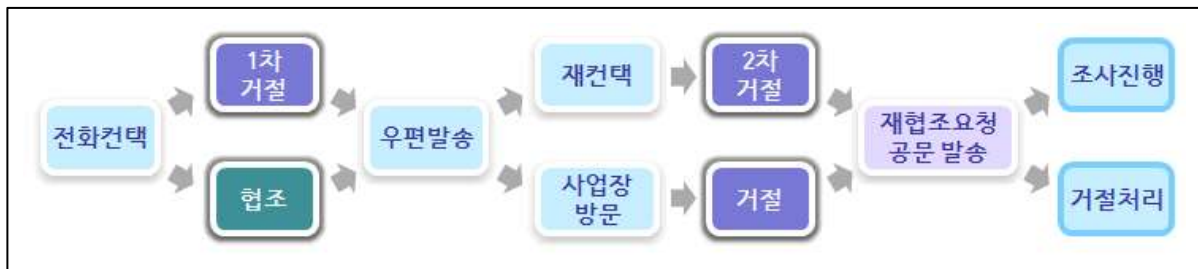 전화컨택
1차
거절
협조
우편발송
재컨택
사업장
방문
2차
거절
거절
재협조요청
공문 발송
조사진행
거절처리